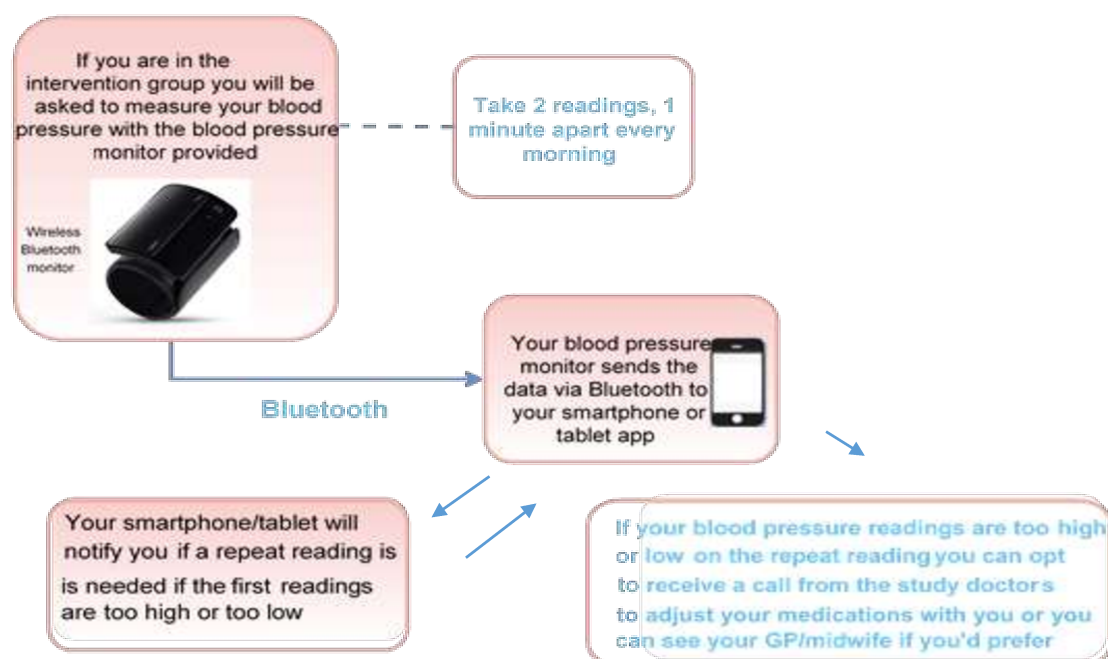 If you are in the
intervention group you will be
asked to measure your blood
pressure with the blood pressure
monitor provided
Wireless
Bluetooth
monitor
Take 2 readings, 1
minute apart every
morning
Bluetooth
Your blood pressure
monitor sends the
data via Bluetooth to
your smartphone or
tablet app
Your smartphone/tablet will
notify you if a repeat reading is
is needed if the first readings
are too high or too low
If your blood pressure readings are too high
or low on the repeat reading you can opt
to receive a call from the study doctors
to adjust your medications with you or you
can see your GP/midwife if you'd prefer